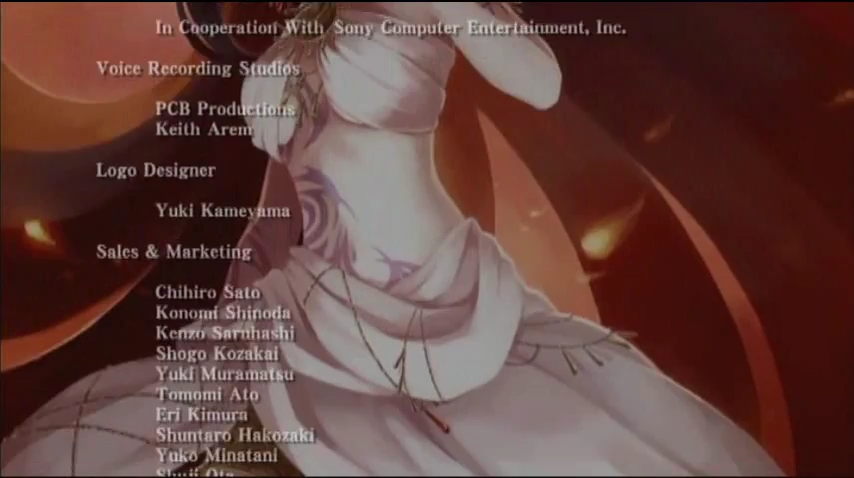 In Cooperation With Sony Computer Entertainment, Inc.
Voice Recording Studios
PCB Productions
Keith Arem
Logo Designer
Yuki Kameyama
Sales & Marketing
Chihiro Sato
Konomi Shinoda
Kenzo Saruhashi
Shogo Kozakai
Yuki Muramatsu
Tomomi Ato
Eri Kimura
Shuntaro Hakozaki
Yuko Minatani
Shuji Ota